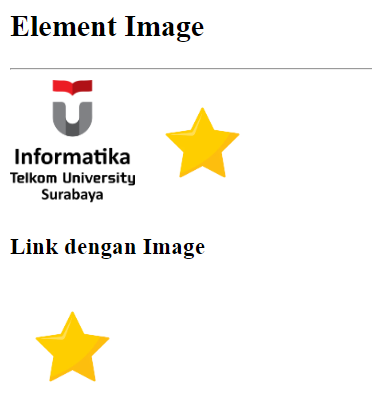 Element Image
Informatika
Telkom University
Surabaya
Link dengan Image